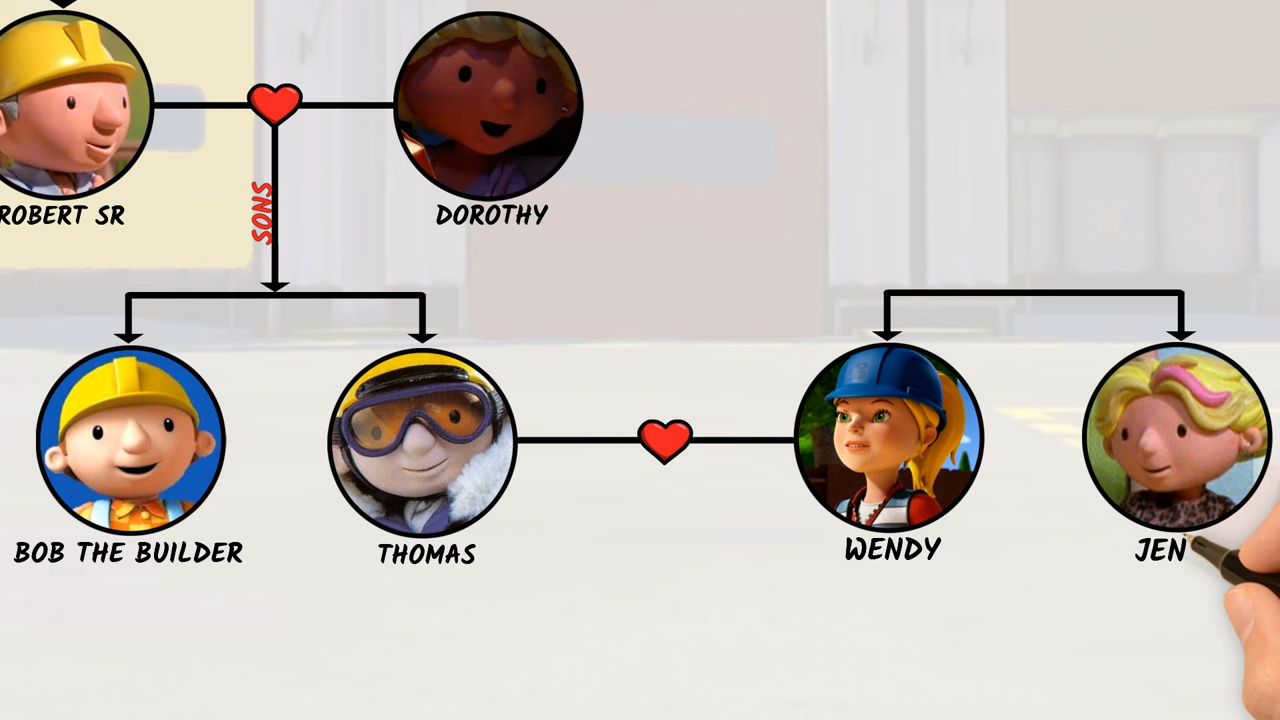 ROBERT SR
DOROTHY
SONS
BOB THE BUILDER
THOMAS
WENDY
JEN